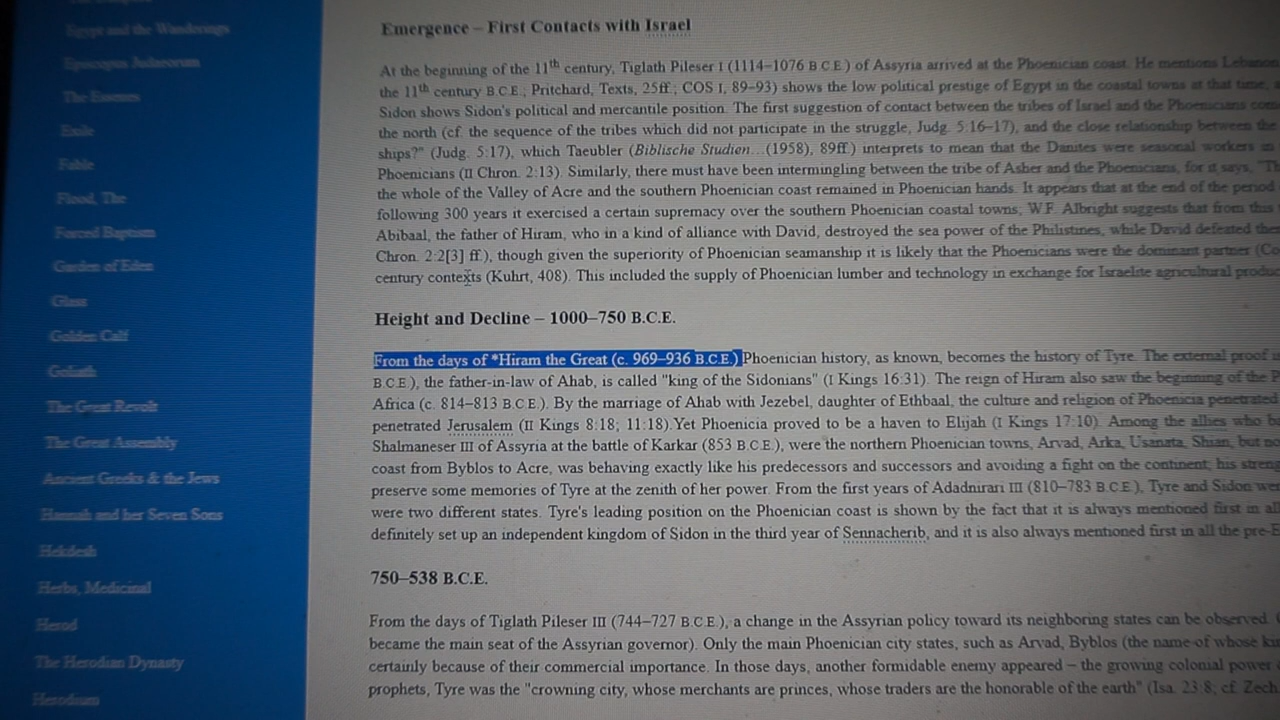 Egypt and the Wanderings
Episcopus Judaeorum
The Essenes
Exile
Fable
Flood, The
Forced Baptism
Garden of Eden
Glass
Golden Calf
Goliath
The Great Revolt
The Great Assembly
Ancient Greeks & the Jews
Hannah and her Seven Sons
Hekdesh
Herbs, Medicinal
Herod
The Herodian Dynasty
Herodium
Emergence – First Contacts with Israel
At the beginning of the 11th century, Tiglath Pileser I (1114–1076 B.C.E.) of Assyria arrived at the Phoenician coast. He mentions Lebanon
the 11th century B.C.E.; Pritchard, Texts, 25ff.; COS I, 89–93) shows the low political prestige of Egypt in the coastal towns at that time,
Sidon shows Sidon's political and mercantile position. The first suggestion of contact between the tribes of Israel and the Phoenicians
the north (cf. the sequence of the tribes which did not participate in the struggle, Judg. 5:16–17), and the close relationship between the
ships?" (Judg. 5:17), which Taeubler (Biblische Studien...(1958), 89ff.) interprets to mean that the Danites were seasonal workers in
Phoenicians (II Chron. 2:13). Similarly, there must have been intermingling between the tribe of Asher and the Phoenicians, for it says,
the whole of the Valley of Acre and the southern Phoenician coast remained in Phoenician hands. It appears that at the end of the period
following 300 years it exercised a certain supremacy over the southern Phoenician coastal towns; W.F. Albright suggests that from this
Abibaal, the father of Hiram, who in a kind of alliance with David, destroyed the sea power of the Philistines, while David defeated
Chron. 2:2[3] ff.), though given the superiority of Phoenician seamanship it is likely that the Phoenicians were the dominant partner
century contexts (Kuhrt, 408). This included the supply of Phoenician lumber and technology in exchange for Israelite agricultural
Height and Decline – 1000–750 B.C.E.
From the days of *Hiram the Great (c. 969–936 B.C.E.) Phoenician history, as known, becomes the history of Tyre. The external proof
B.C.E.), the father-in-law of Ahab, is called "king of the Sidonians" (I Kings 16:31). The reign of Hiram also saw the beginning of the
Africa (c. 814–813 B.C.E.). By the marriage of Ahab with Jezebel, daughter of Ethbaal, the culture and religion of Phoenicia penetrated
penetrated Jerusalem (II Kings 8:18; 11:18).Yet Phoenicia proved to be a haven to Elijah (I Kings 17:10). Among the allies who
Shalmaneser III of Assyria at the battle of Karkar (853 B.C.E.), were the northern Phoenician towns, Arvad, Arka, Usanata, Shian, but
coast from Byblos to Acre, was behaving exactly like his predecessors and successors and avoiding a fight on the continent; his
preserve some memories of Tyre at the zenith of her power. From the first years of Adadnirari III (810–783 B.C.E.), Tyre and Sidon
were two different states. Tyre's leading position on the Phoenician coast is shown by the fact that it is always mentioned first in all
definitely set up an independent kingdom of Sidon in the third year of Sennacherib, and it is also always mentioned first in all the
750–538 B.C.E.
From the days of Tiglath Pileser III (744–727 B.C.E.), a change in the Assyrian policy toward its neighboring states can be observed.
became the main seat of the Assyrian governor). Only the main Phoenician city states, such as Arvad, Byblos (the name of whose
certainly because of their commercial importance. In those days, another formidable enemy appeared – the growing colonial power
prophets, Tyre was the "crowning city, whose merchants are princes, whose traders are the honorable of the earth" (Isa. 23:8; cf.